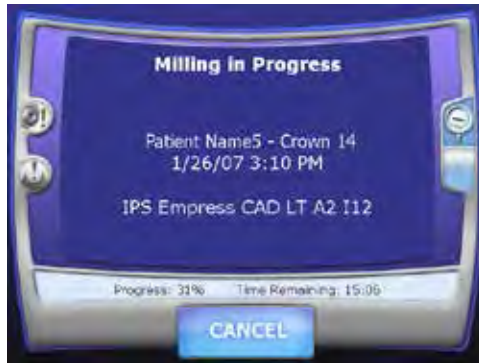 Milling in Progress
Patient Name5 - Crown 14
1/26/07 3:10 PM
IPS Empress CAD LT A2 I12
Progress: 31% Time Remaining: 15:06
CANCEL